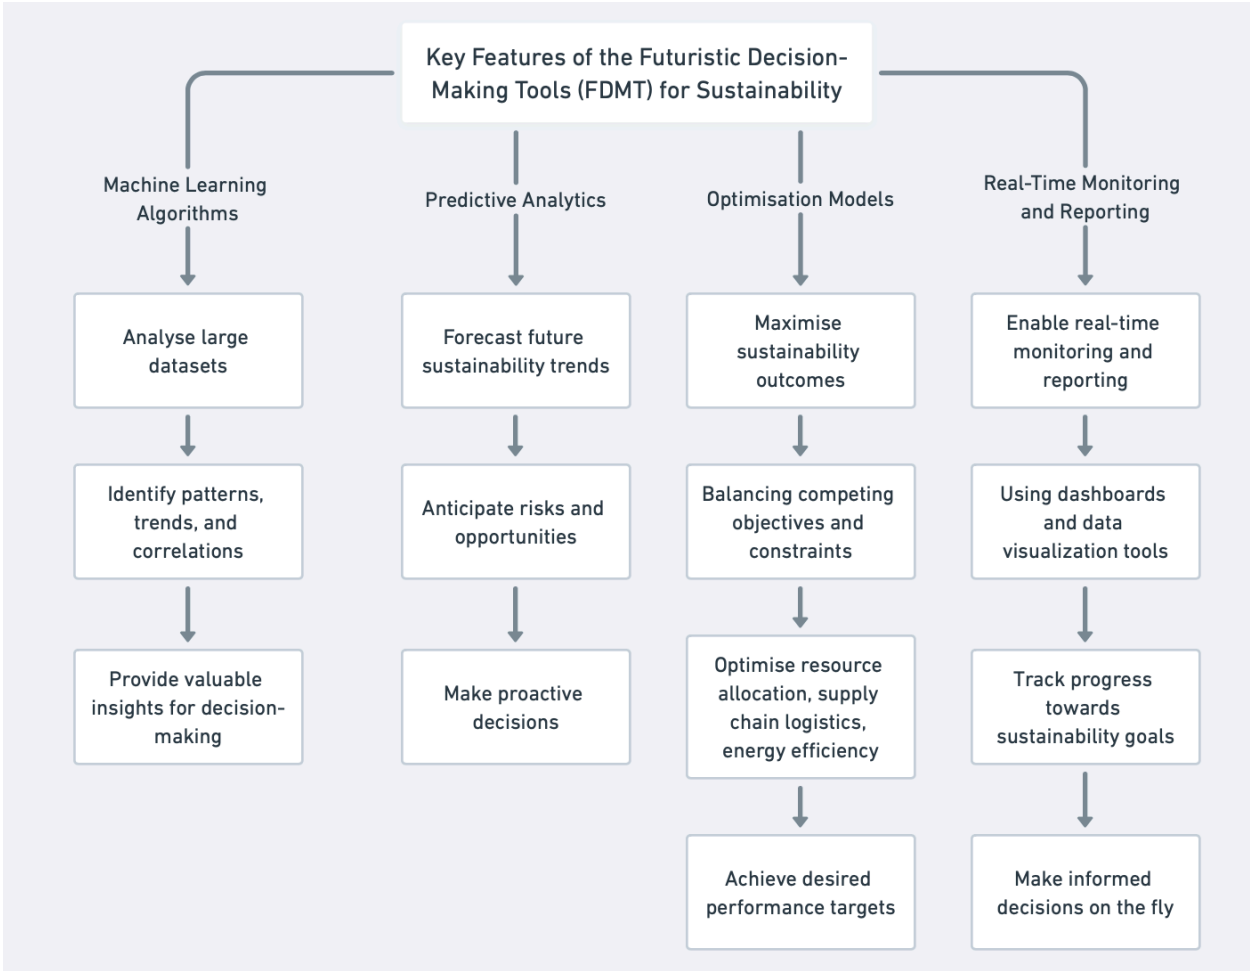 Key Features of the Futuristic Decision-
Making Tools (FDMT) for Sustainability
Machine Learning
Algorithms
Analyse large
datasets
Identify patterns,
trends, and
correlations
Provide valuable
insights for decision-
making
Predictive Analytics
Forecast future
sustainability trends
Anticipate risks and
opportunities
Make proactive
decisions
Optimisation Models
Maximise
sustainability
outcomes
Balancing competing
objectives and
constraints
Optimise resource
allocation, supply
chain logistics,
energy efficiency
Achieve desired
performance targets
Real-Time Monitoring
and Reporting
Enable real-time
monitoring and
reporting
Using dashboards
and data
visualization tools
Track progress
towards
sustainability goals
Make informed
decisions on the fly